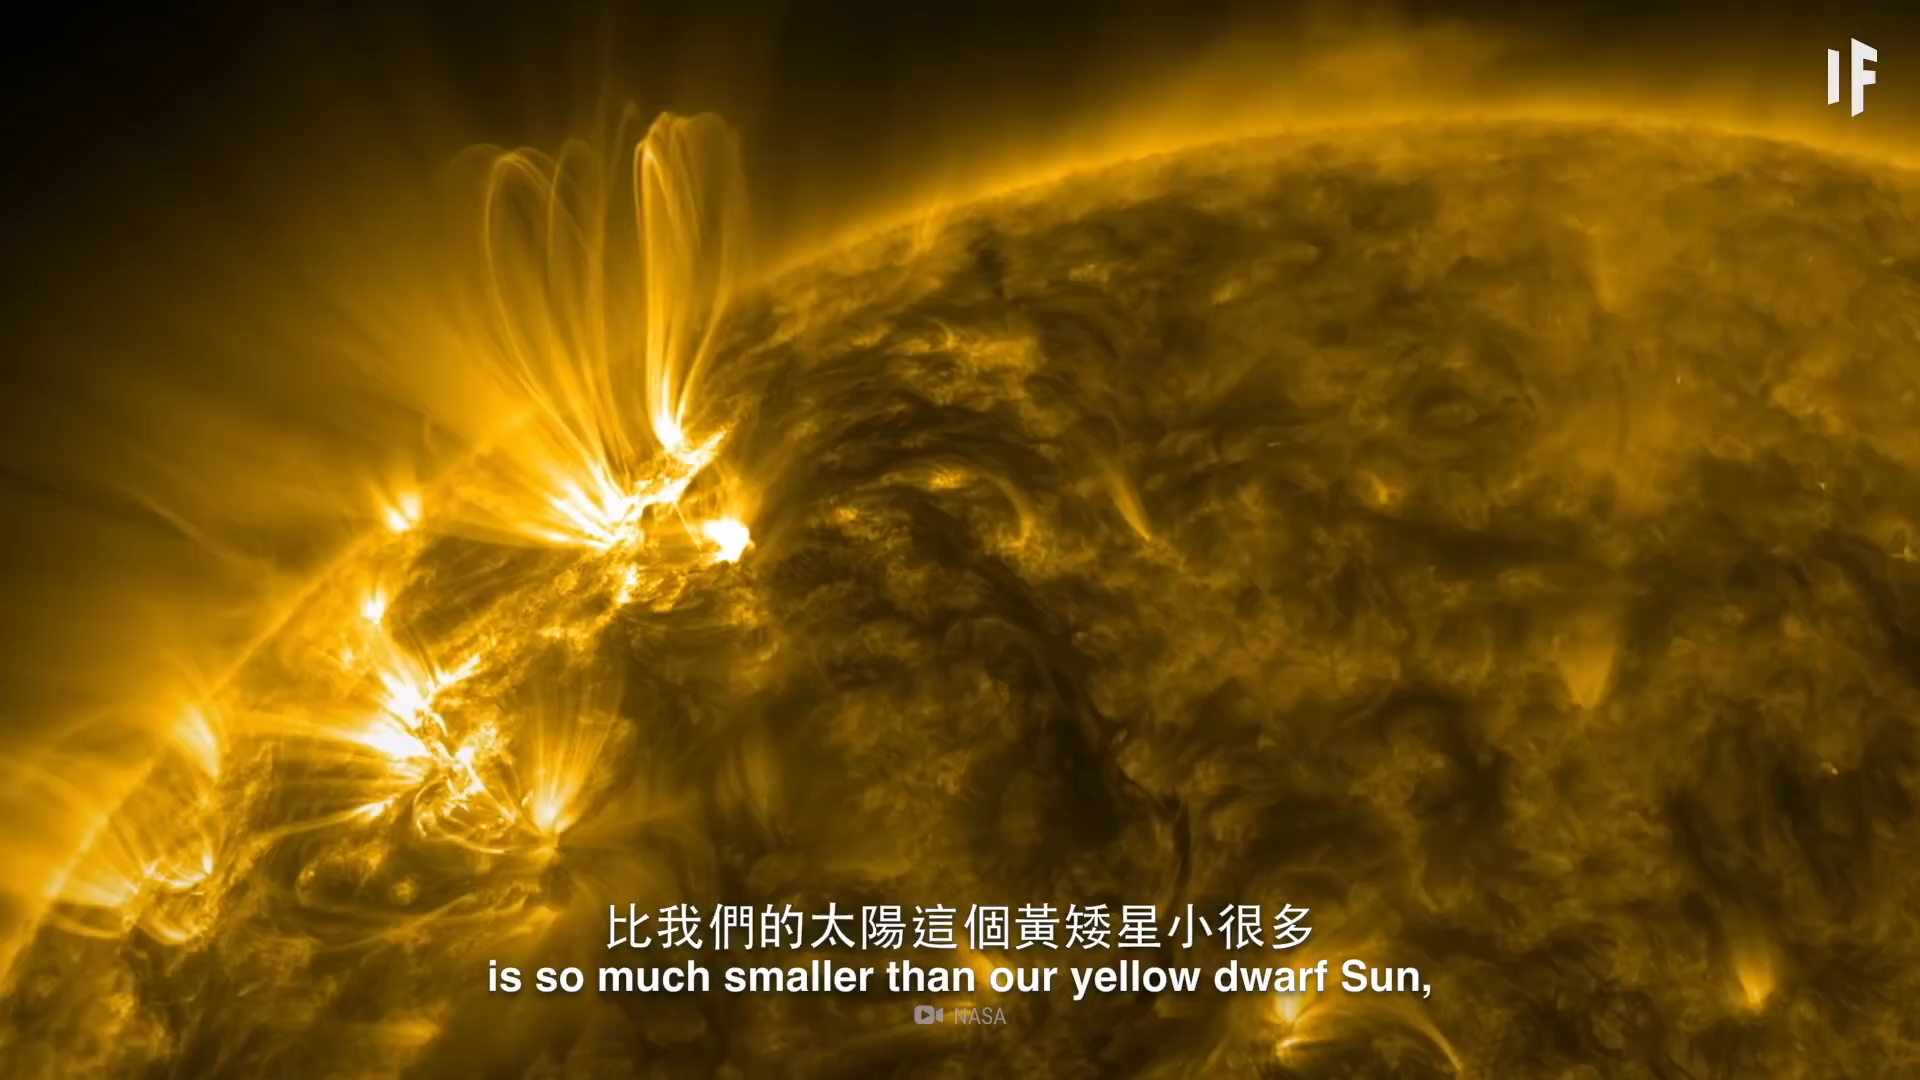 IF
比我們的太陽這個黃矮星小很多
is so much smaller than our yellow dwarf Sun,
NASA